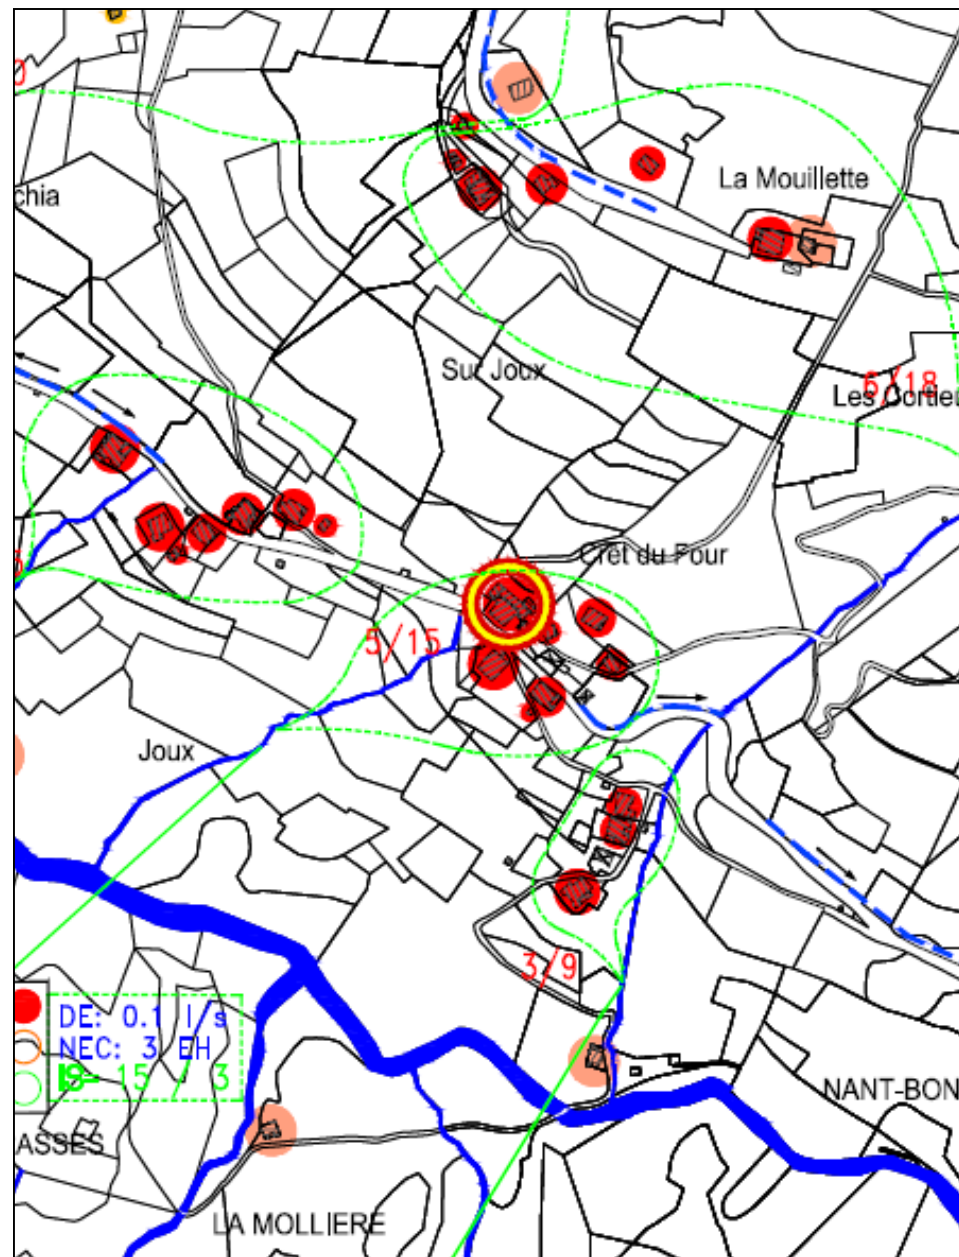 La Mouillette
chia
Sur Joux
6/18
Les Cortie
Crêt du Four
5/15
Joux
3/9
DE: 0.1 l/s
NEC: 3 EH
15 / 3
NANT-BON
ASSES
LA MOLLIERE